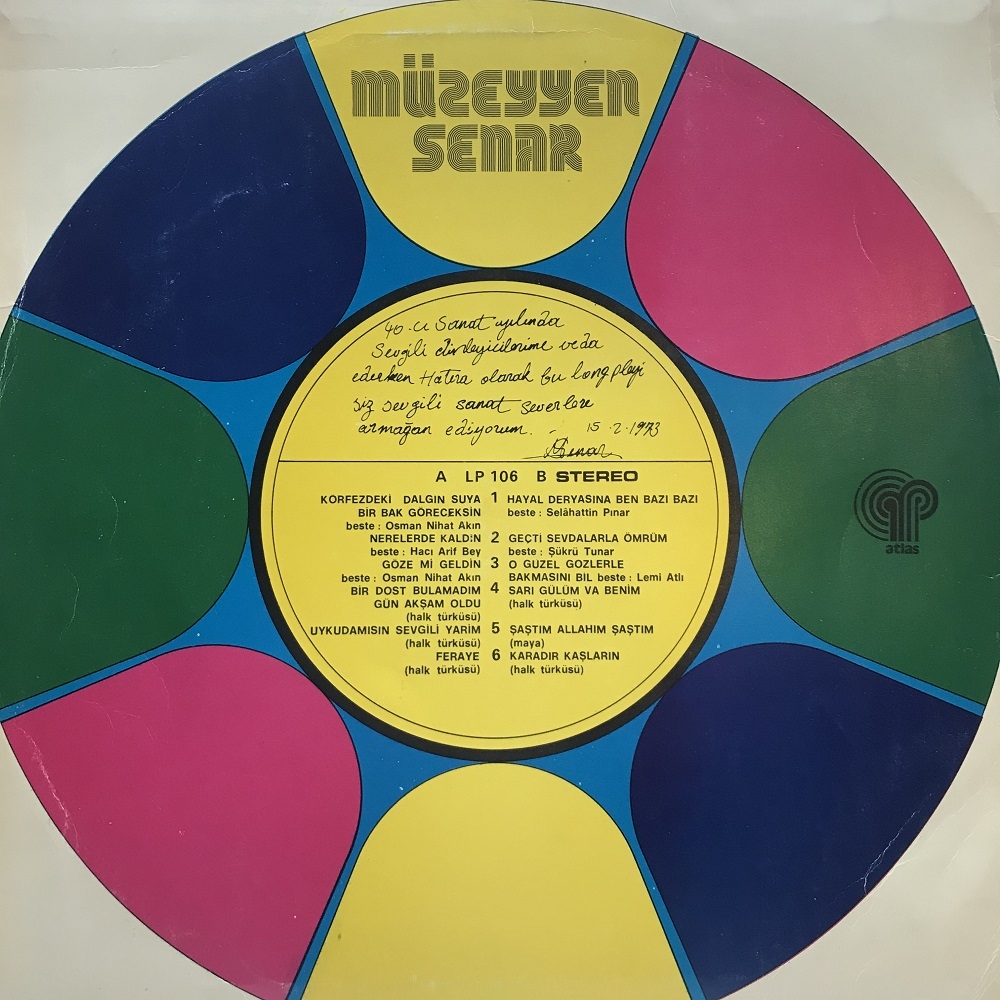 MÜZEYYEN
SENAR
40.cı Sanat yılında
Sevgili dinleyicilerime veda
ederken Hatıra olarak bu longpleyi
siz sevgili sanat severlere
armağan ediyorum. 15.2.1973
MSenar
A LP 106 B STEREO
KORFEZDEKİ DALGIN SUYA 1 HAYAL DERYASINA BEN BAZI BAZI
BİR BAK GÖRECEKSİN beste : Selâhattin Pınar
beste : Osman Nihat Akın
NERELERDE KALDIN 2 GEÇTİ SEVDALARLA ÖMRÜM
beste : Hacı Arif Bey beste : Şükrü Tunar
GÖZE Mİ GELDİN 3 O GÜZEL GOZLERLE
beste : Osman Nihat Akın BAKMASINI BIL beste : Lemi Atlı
BİR DOST BULAMADIM 4 SARI GÜLÜM VA BENİM
GÜN AKŞAM OLDU (halk türküsü)
(halk türküsü)
UYKUDAMISIN SEVGİLİ YARİM 5 ŞAŞTIM ALLAHIM ŞAŞTIM
(halk türküsü) (maya)
FERAYE 6 KARADIR KAŞLARIN
(halk türküsü) (halk türküsü)
atlas